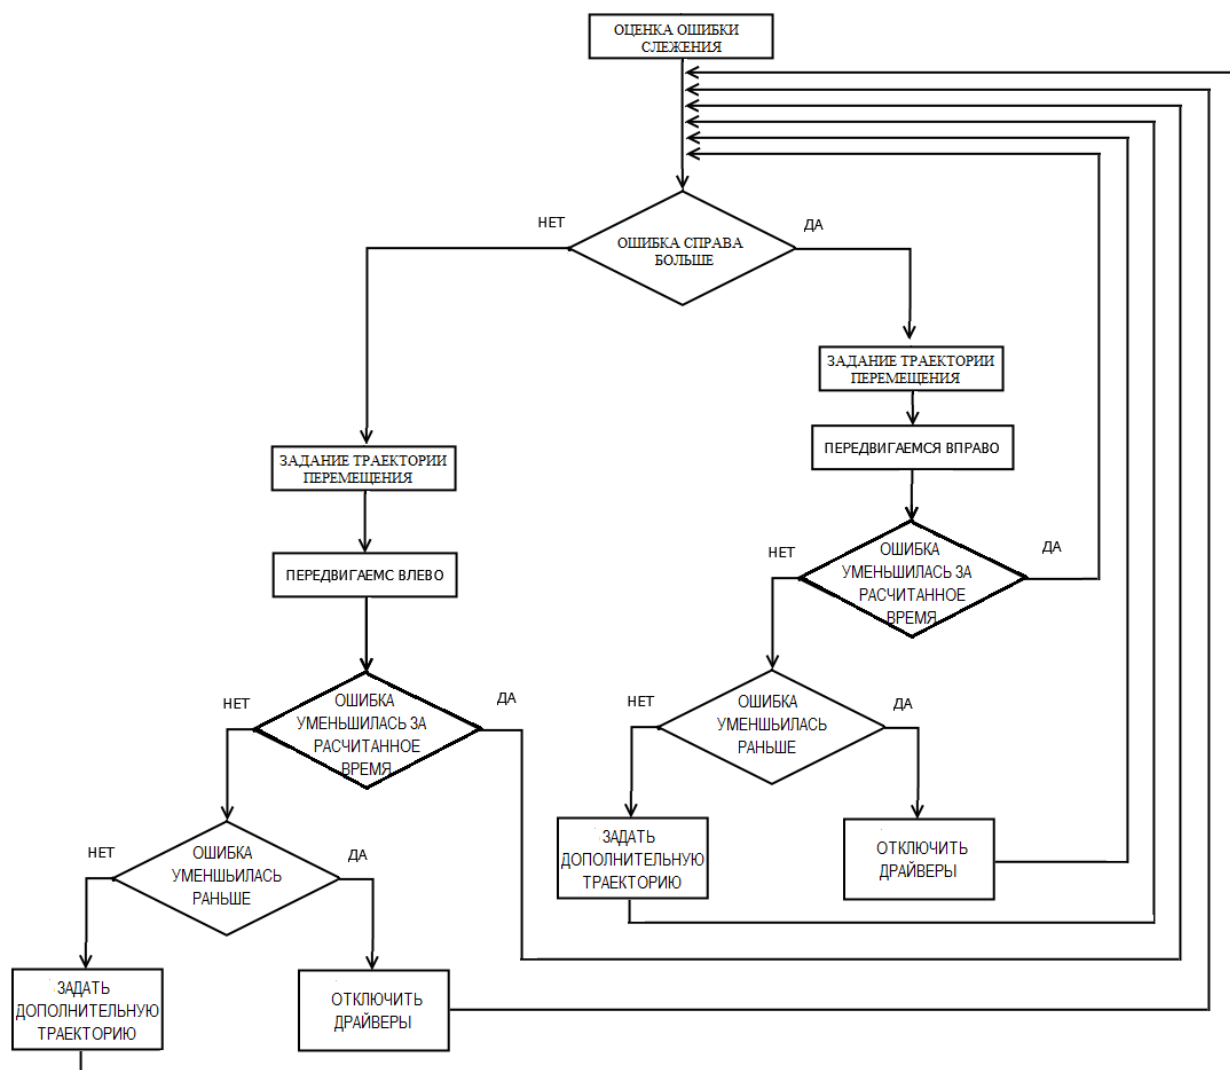 ОЦЕНКА ОШИБКИ
СЛЕЖЕНИЯ
НЕТ
ДА
ОШИБКА СПРАВА
БОЛЬШЕ
ЗАДАНИЕ ТРАЕКТОРИИ
ПЕРЕМЕЩЕНИЯ
ПЕРЕДВИГАЕМСЯ ВПРАВО
ЗАДАНИЕ ТРАЕКТОРИИ
ПЕРЕМЕЩЕНИЯ
ПЕРЕДВИГАЕМС ВЛЕВО
НЕТ
ДА
ОШИБКА
УМЕНЬШИЛАСЬ ЗА
РАСЧИТАННОЕ
ВРЕМЯ
НЕТ
ДА
ОШИБКА
УМЕНШЬИЛАСЬ
РАНЬШЕ
НЕТ
ДА
ОШИБКА
УМЕНЬШИЛАСЬ ЗА
РАСЧИТАННОЕ
ВРЕМЯ
ЗАДАТЬ
ДОПОЛНИТЕЛЬНУЮ
ТРАЕКТОРИЮ
ОТКЛЮЧИТЬ
ДРАЙВЕРЫ
НЕТ
ДА
ОШИБКА
УМЕНШЬИЛАСЬ
РАНЬШЕ
ЗАДАТЬ
ДОПОЛНИТЕЛЬНУЮ
ТРАЕКТОРИЮ
ОТКЛЮЧИТЬ
ДРАЙВЕРЫ